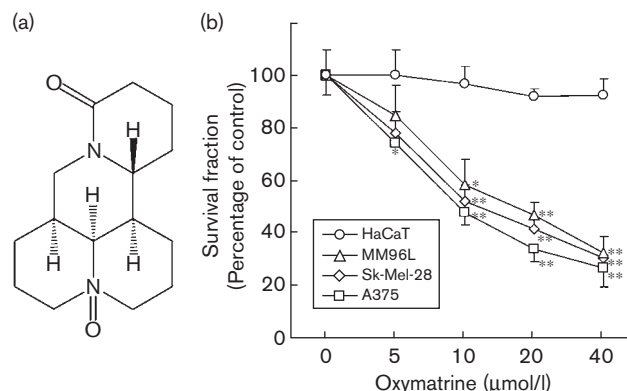 (a)
O
H
N
H
H
H
N
O
(b)
Survival fraction
(Percentage of control)
100
80
60
40
20
0
*
*
**
**
**
**
**
**
**
**
HaCaT
MM96L
Sk-Mel-28
A375
0 5 10 20 40
Oxymatrine (μmol/l)